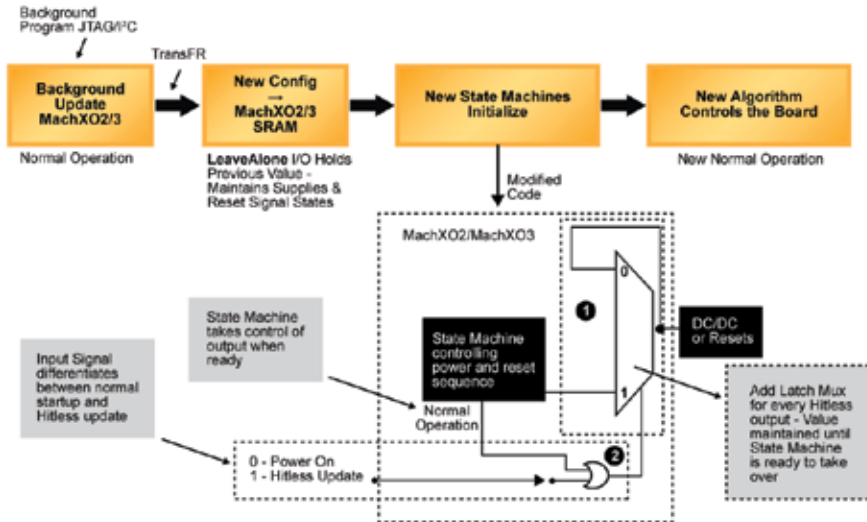 Background
Program JTAG/I²C
TransFR
Background
Update
MachXO2/3
New Config
→
MachXO2/3
SRAM
New State Machines
Initialize
New Algorithm
Controls the Board
Normal Operation
LeaveAlone I/O Holds
Previous Value -
Maintains Supplies &
Reset Signal States
New Normal Operation
Modified
Code
MachXO2/MachXO3
0
1
1
State Machine
takes control of
output when
ready
State Machine
controlling
power and reset
sequence
DC/DC
or Resets
Input Signal
differentiates
between normal
startup and
Hitless update
Normal
Operation
Add Latch Mux
for every Hitless
output - Value
maintained until
State Machine
is ready to take
over
2
0 - Power On
1 - Hitless Update